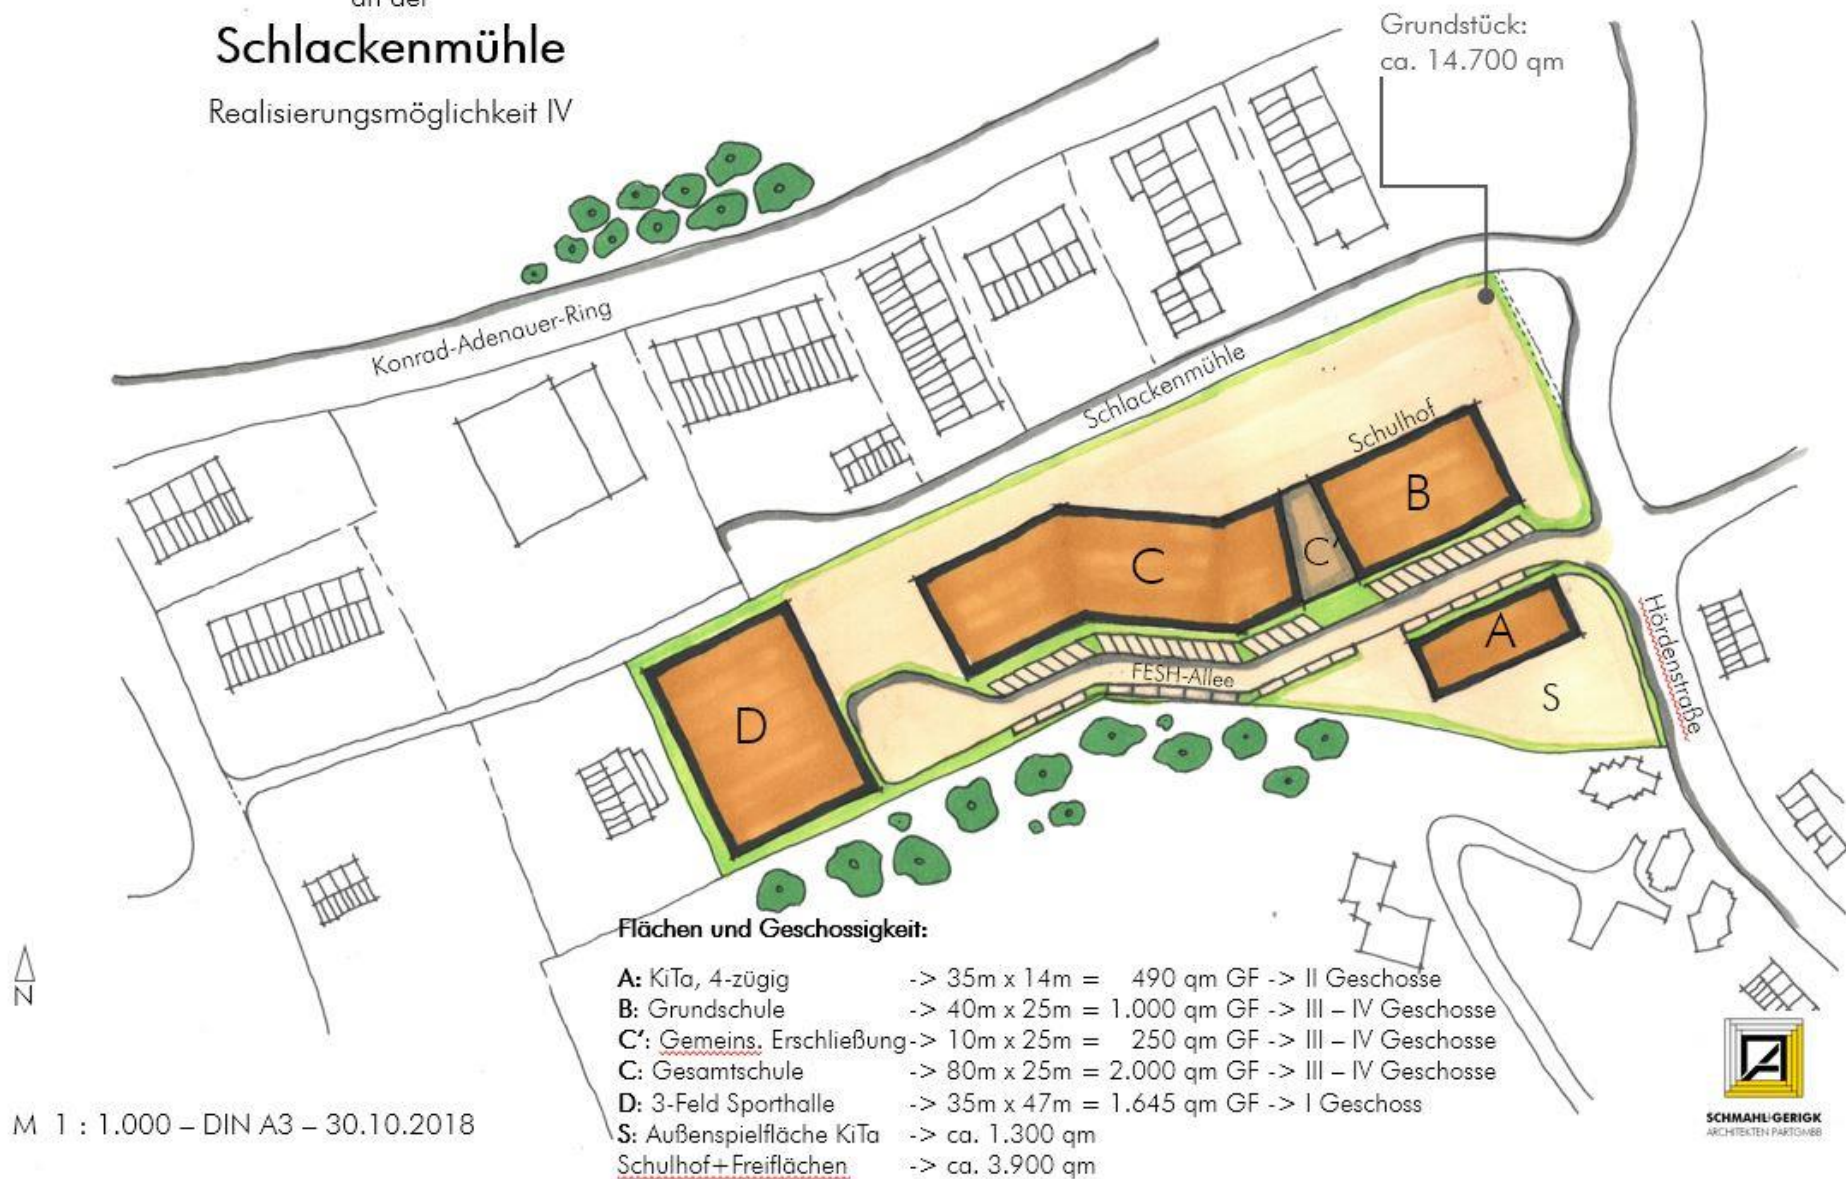 an der
Schlackenmühle
Realisierungsmöglichkeit IV
Grundstück:
ca. 14.700 qm
Konrad-Adenauer-Ring
Schlackenmühle
Schulhof
B
C
C'
A
Hördenstraße
FESH-Allee
S
D
Flächen und Geschossigkeit:
A: KiTa, 4-zügig -> 35m x 14m = 490 qm GF -> II Geschosse
B: Grundschule -> 40m x 25m = 1.000 qm GF -> III – IV Geschosse
C': Gemeins. Erschließung-> 10m x 25m = 250 qm GF -> III – IV Geschosse
C: Gesamtschule -> 80m x 25m = 2.000 qm GF -> III – IV Geschosse
D: 3-Feld Sporthalle -> 35m x 47m = 1.645 qm GF -> I Geschoss
S: Außenspielfläche KiTa -> ca. 1.300 qm
Schulhof+Freiflächen -> ca. 3.900 qm
N
M 1 : 1.000 – DIN A3 – 30.10.2018
SCHMAHL+GERIGK
ARCHITEKTEN PARTGMBB